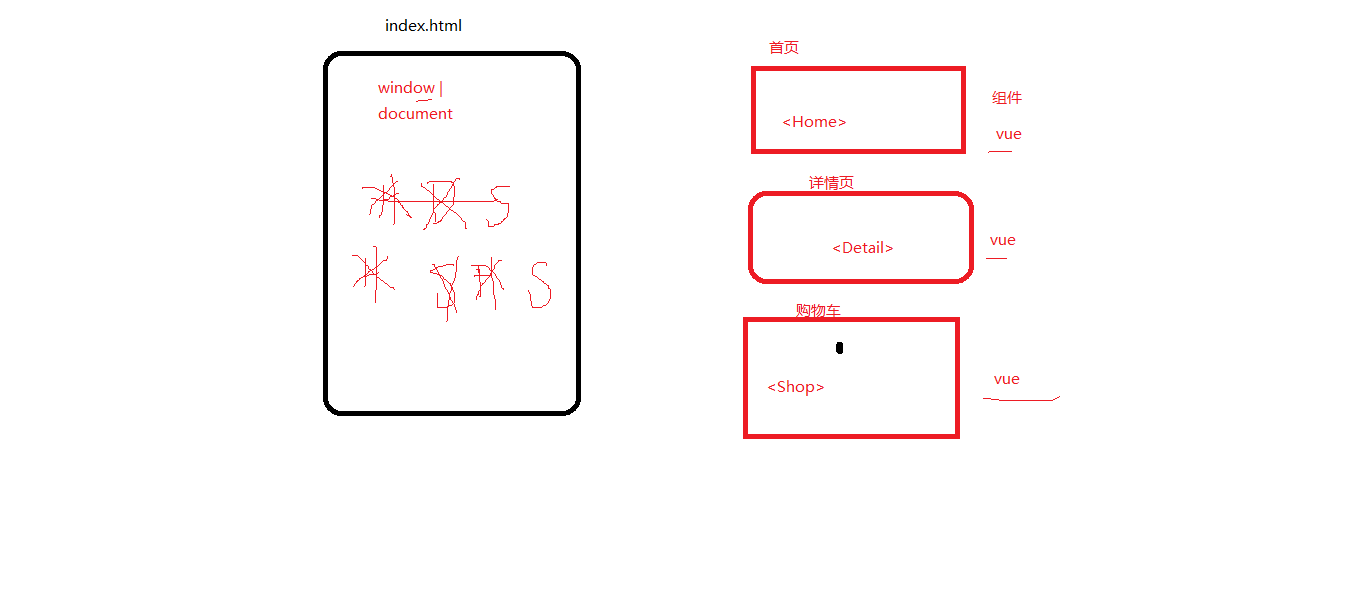 index.html
window |
document
H D S
H S H S
首页
<Home>
组件
vue
详情页
<Detail>
vue
购物车
<Shop>
vue